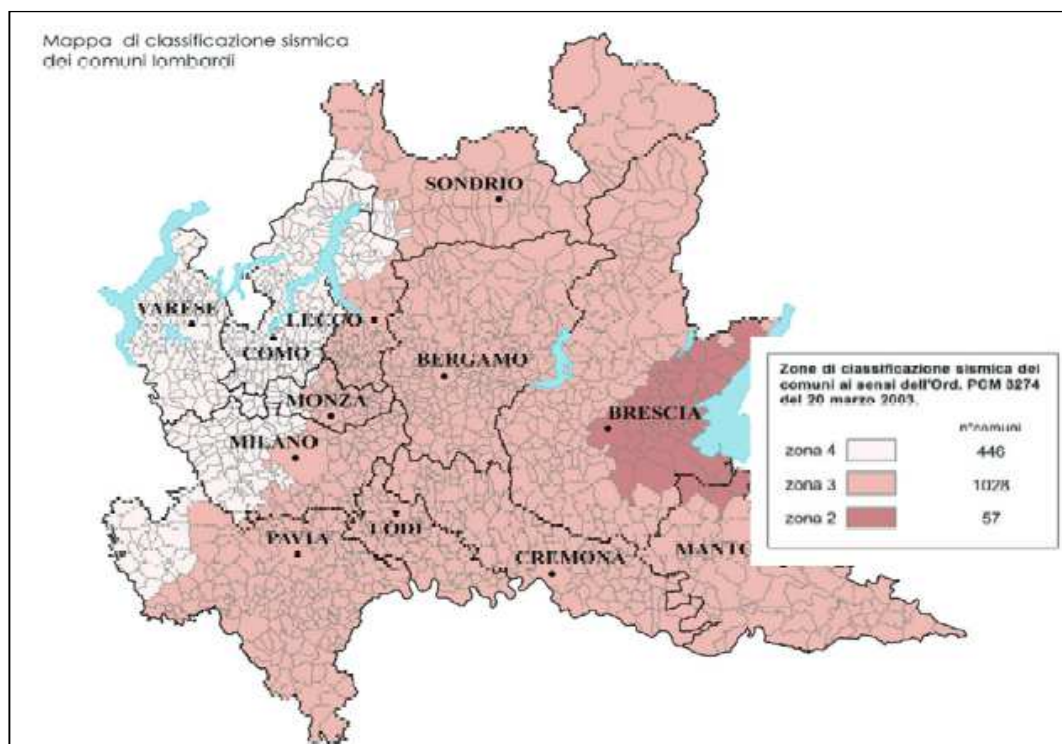 Mappa di classificazione sismica
dei comuni lombardi
SONDRIO
VARESE
LECCO
COMO
BERGAMO
MONZA
BRESCIA
MILANO
LODI
PAVIA
CREMONA
MANTO
Zone di classificazione sismica dei
comuni ai sensi dell'Ord. PCM 3274
del 20 marzo 2003.
n°comuni
zona 4 446
zona 3 1028
zona 2 57